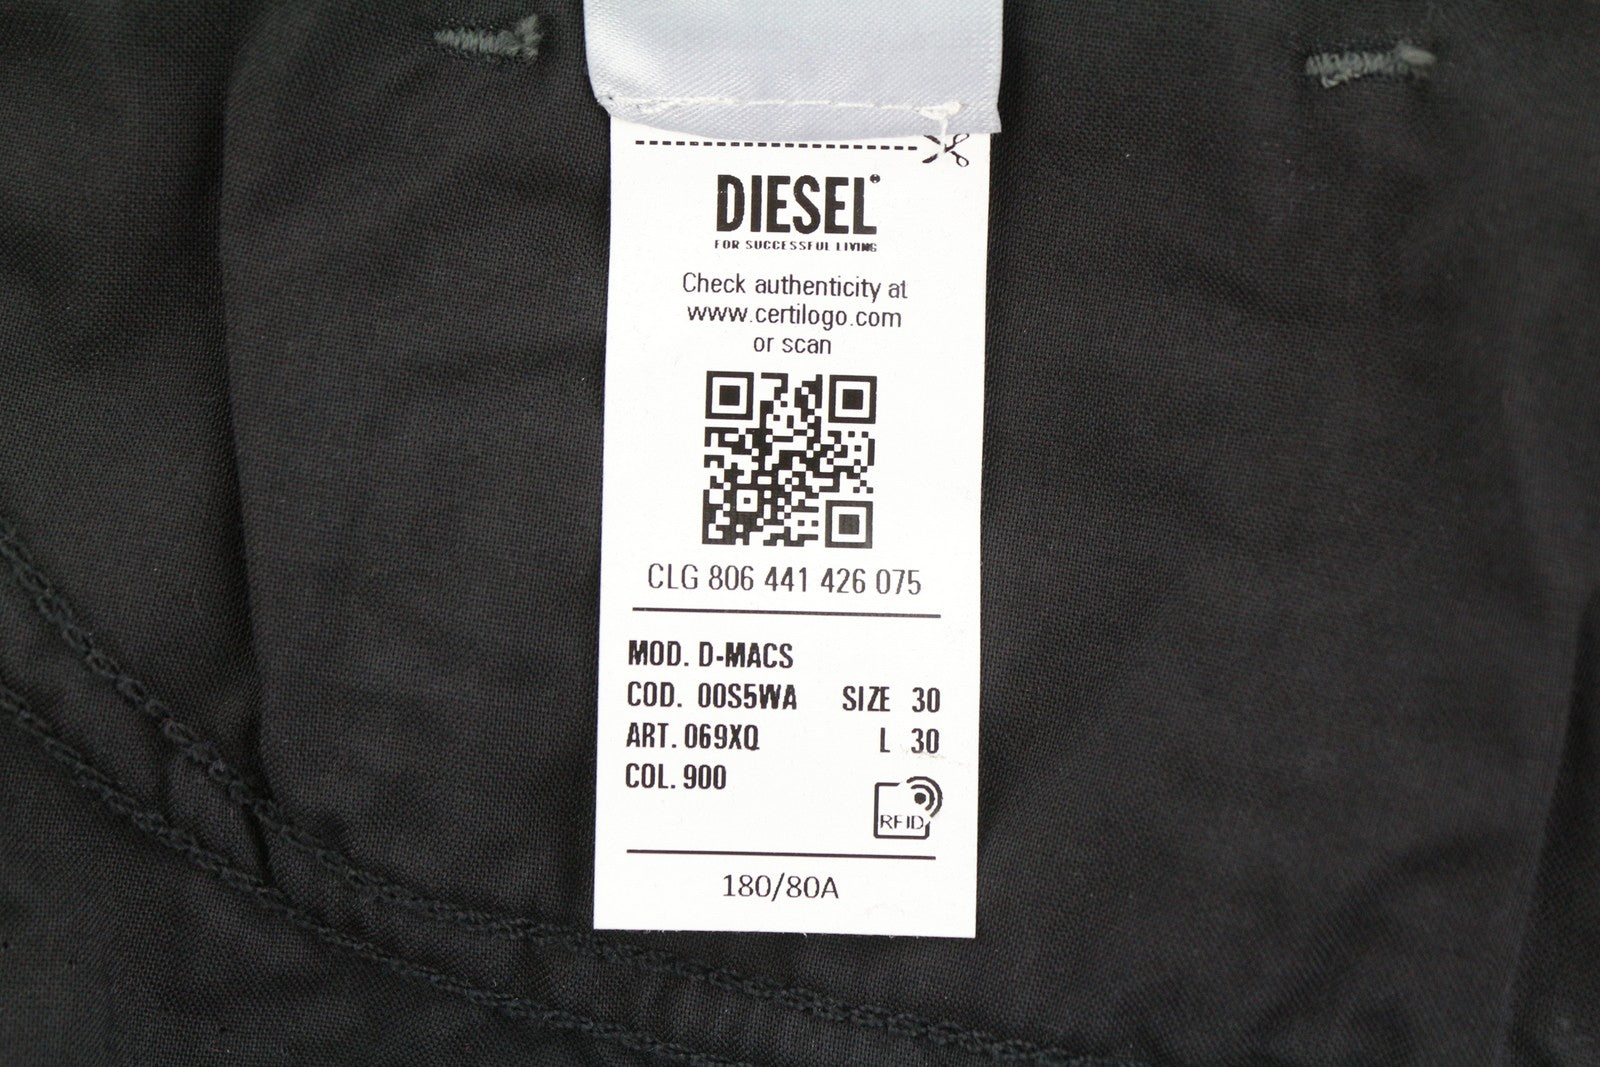 DIESEL
FOR SUCCESSFUL LIVING
Check authenticity at
www.certilogo.com
or scan
CLG 806 441 426 075
MOD. D-MACS
COD. 00S5WA SIZE 30
ART. 069XQ L 30
COL. 900
RFID
180/80A